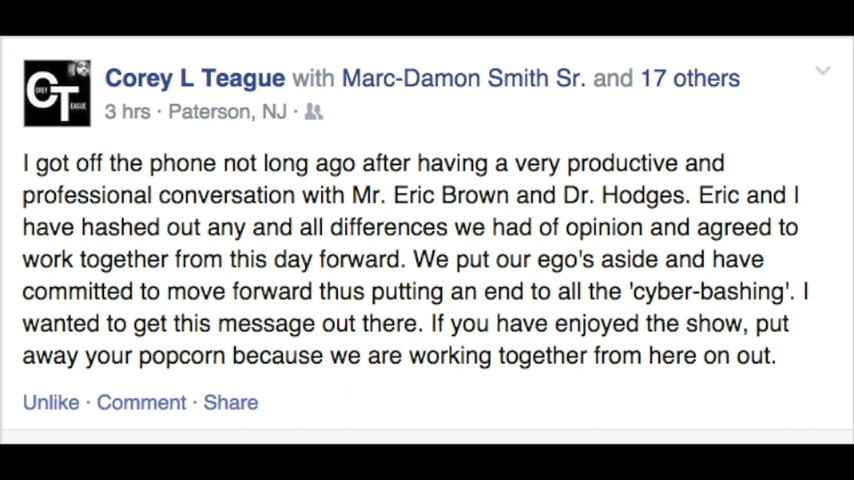 COREY
CT
EAGUE
Corey L Teague with Marc-Damon Smith Sr. and 17 others
3 hrs · Paterson, NJ ·
I got off the phone not long ago after having a very productive and
professional conversation with Mr. Eric Brown and Dr. Hodges. Eric and I
have hashed out any and all differences we had of opinion and agreed to
work together from this day forward. We put our ego's aside and have
committed to move forward thus putting an end to all the 'cyber-bashing'. I
wanted to get this message out there. If you have enjoyed the show, put
away your popcorn because we are working together from here on out.
Unlike · Comment · Share